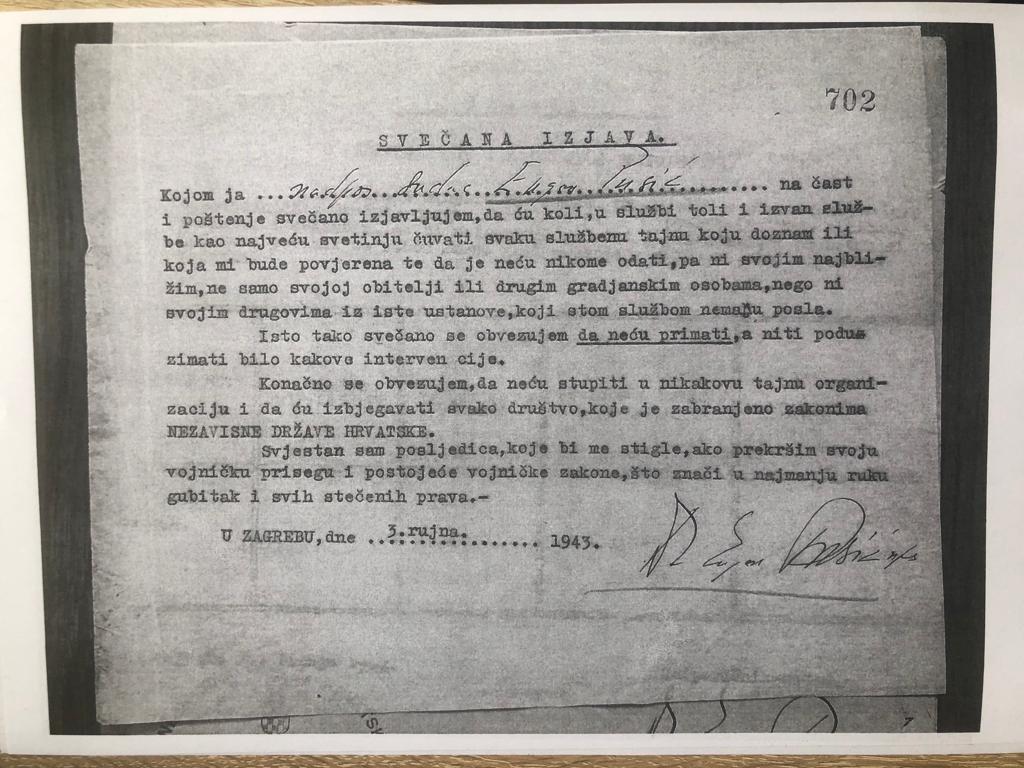 702
SVEČANA IZJAVA.
Kojom ja ... Eugen Pusić ... na čast
i poštenje svečano izjavljujem,da ću koli,u službi toli i izvan služ-
be kao najveću svetinju čuvati svaku službenu tajnu koju doznam ili
koja mi bude povjerena te da je neću nikome odati,pa ni svojim najbli-
žim,ne samo svojoj obitelji ili drugim gradjanskim osobama,nego ni
svojim drugovima iz iste ustanove,koji stom službom nemaju posla.
Isto tako svečano se obvezujem da neću primati,a niti poduz
zimati bilo kakove interven cije.
Konačno se obvezujem,da neću stupiti u nikakovu tajnu organi-
zaciju i da ću izbjegavati svako društvo,koje je zabranjeno zakonima
NEZAVISNE DRŽAVE HRVATSKE.
Svjestan sam posljedica,koje bi me stigle,ako prekršim svoju
vojničku prisegu i postojeće vojničke zakone,što znači u najmanju ruku
gubitak i svih stečenih prava.-
U ZAGREBU,dne ..3.rujna............ 1943.
Dr Eugen Pusić